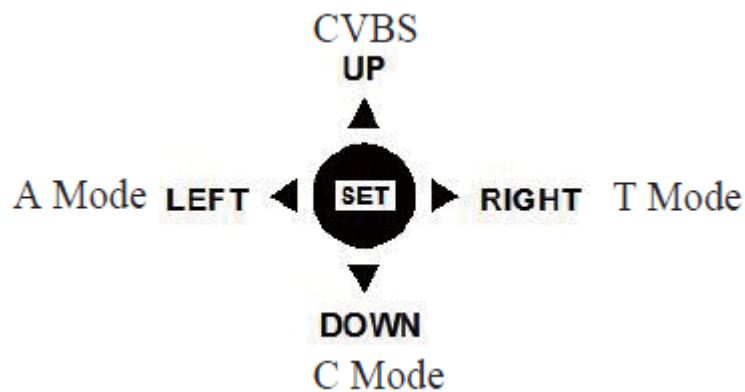 CVBS
UP
A Mode LEFT SET RIGHT T Mode
DOWN
C Mode